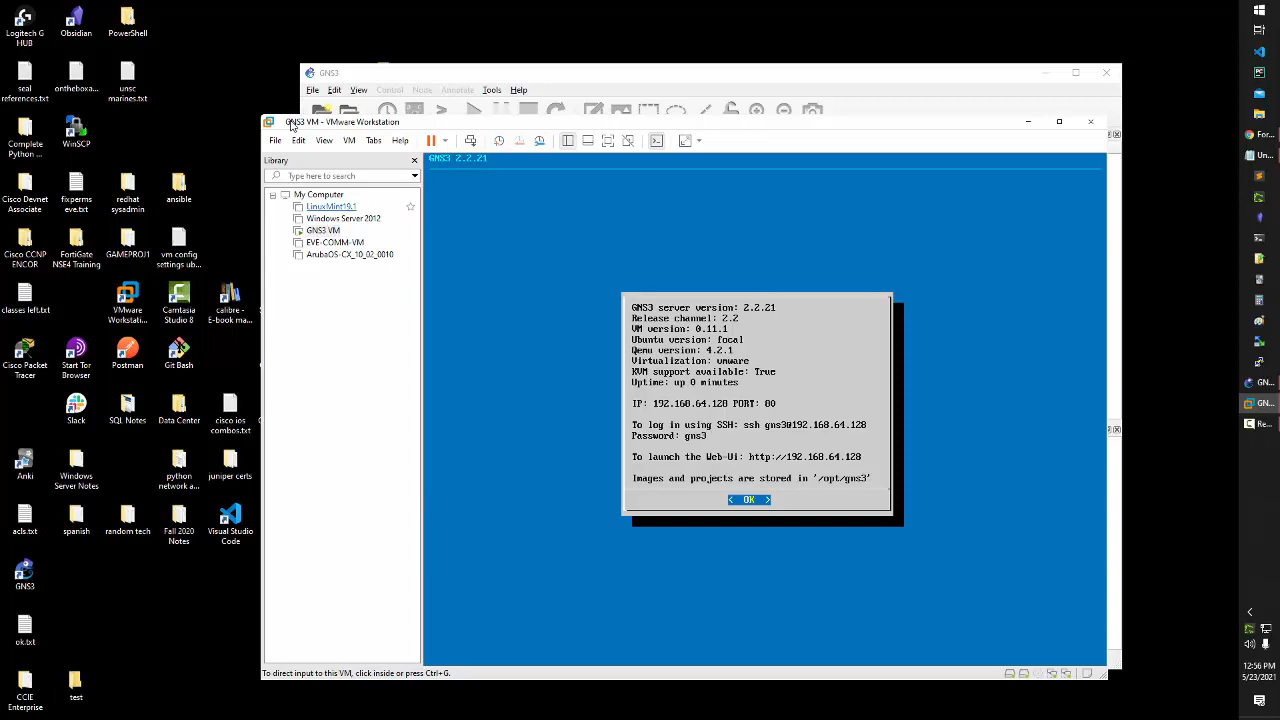 Logitech G
HUB
Obsidian
PowerShell
seal
references.txt
ontheboxa...
unsc
marines.txt
Complete
Python ...
WinSCP
Cisco Devnet
Associate
fixperms
eve.txt
redhat
sysadmin
ansible
Cisco CCNP
ENCOR
FortiGate
NSE4 Training
GAMEPROJ1
vm config
settings ub...
classes left.txt
VMware
Workstati...
Camtasia
Studio 8
calibre -
E-book ma...
Cisco Packet
Tracer
Start Tor
Browser
Postman
Git Bash
Slack
SQL Notes
Data Center
cisco ios
combos.txt
Anki
Windows
Server Notes
python
network a...
juniper certs
acls.txt
spanish
random tech
Fall 2020
Notes
Visual Studio
Code
GNS3
ok.txt
CCIE
Enterprise
test
GNS3
File Edit View Control Node Annotate Tools Help
GNS3 VM - VMware Workstation
File Edit View VM Tabs Help
Library
Type here to search
My Computer
LinuxMint19.1
Windows Server 2012
GNS3 VM
EVE-COMM-VM
ArubaOS-CX_10_02_0010
GNS3 2.2.21
GNS3 server version: 2.2.21
Release channel: 2.2
VM version: 0.11.1
Ubuntu version: focal
Qemu version: 4.2.1
Virtualization: vmware
KVM support available: True
Uptime: up 0 minutes
IP: 192.168.64.128 PORT: 80
To log in using SSH: ssh gns3@192.168.64.128
Password: gns3
To launch the Web-Ui: http://192.168.64.128
Images and projects are stored in '/opt/gns3'
< OK >
To direct input to this VM, click inside or press Ctrl+G.
For...
Un...
GN...
GN...
Re...
12:56 PM
5/23/2021